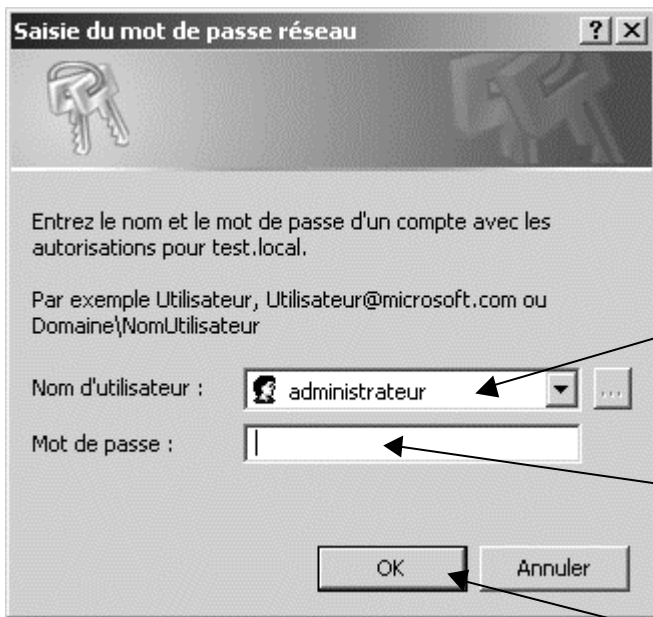 Saisie du mot de passe réseau
Entrez le nom et le mot de passe d'un compte avec les
autorisations pour test.local.
Par exemple Utilisateur, Utilisateur@microsoft.com ou
Domaine\NomUtilisateur
Nom d'utilisateur : administrateur ...
Mot de passe :
OK Annuler